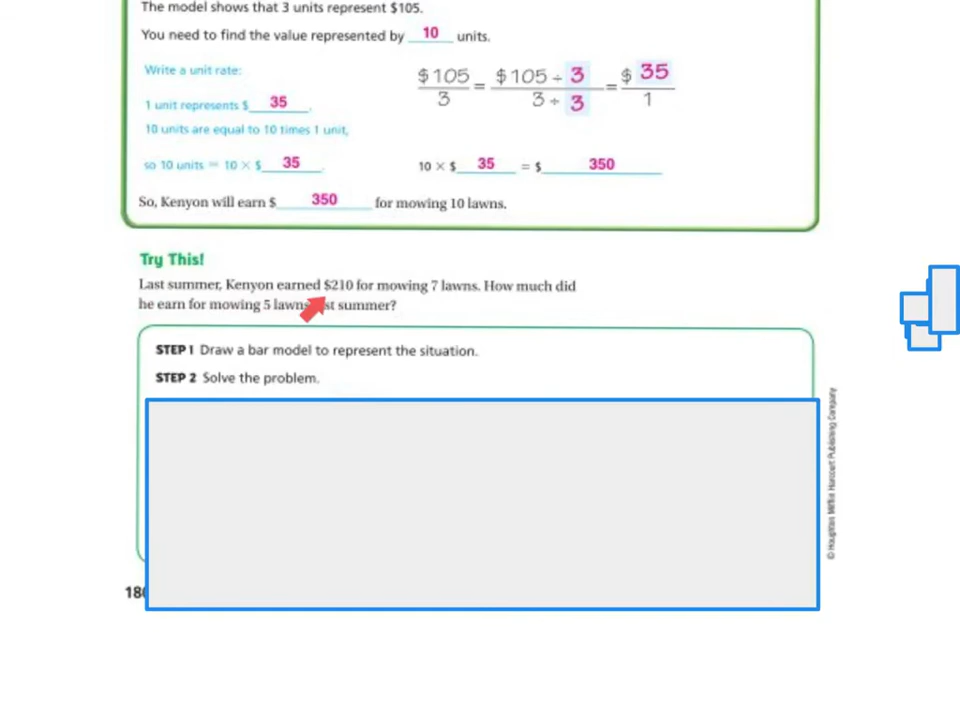 The model shows that 3 units represent $105.
You need to find the value represented by 10 units.
Write a unit rate:
$105 / 3 = $105 ÷ 3 / 3 ÷ 3 = $ 35 / 1
1 unit represents $ 35 .
10 units are equal to 10 times 1 unit,
so 10 units = 10 × $ 35 .
10 × $ 35 = $ 350
So, Kenyon will earn $ 350 for mowing 10 lawns.
Try This!
Last summer, Kenyon earned $210 for mowing 7 lawns. How much did
he earn for mowing 5 lawns summer?
STEP 1 Draw a bar model to represent the situation.
STEP 2 Solve the problem.
© Houghton Mifflin Harcourt Publishing Company